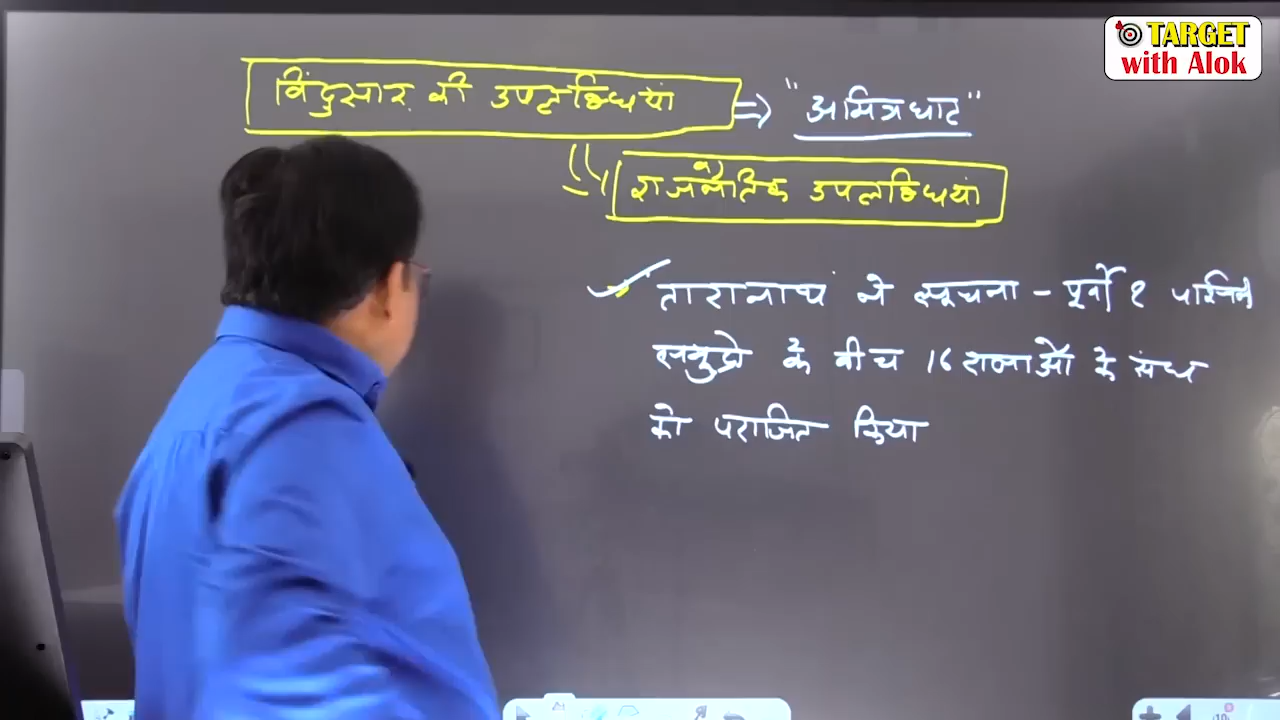 TARGET
with Alok
बिंदुसार की उपलब्धियां ⇒ "अमित्रघात"
राजनैतिक उपलब्धियां
तारानाथ ने सूचना - पूर्वी व पश्चिमी
समुद्रो के बीच 16 राजाओं के संघ
को पराजित किया